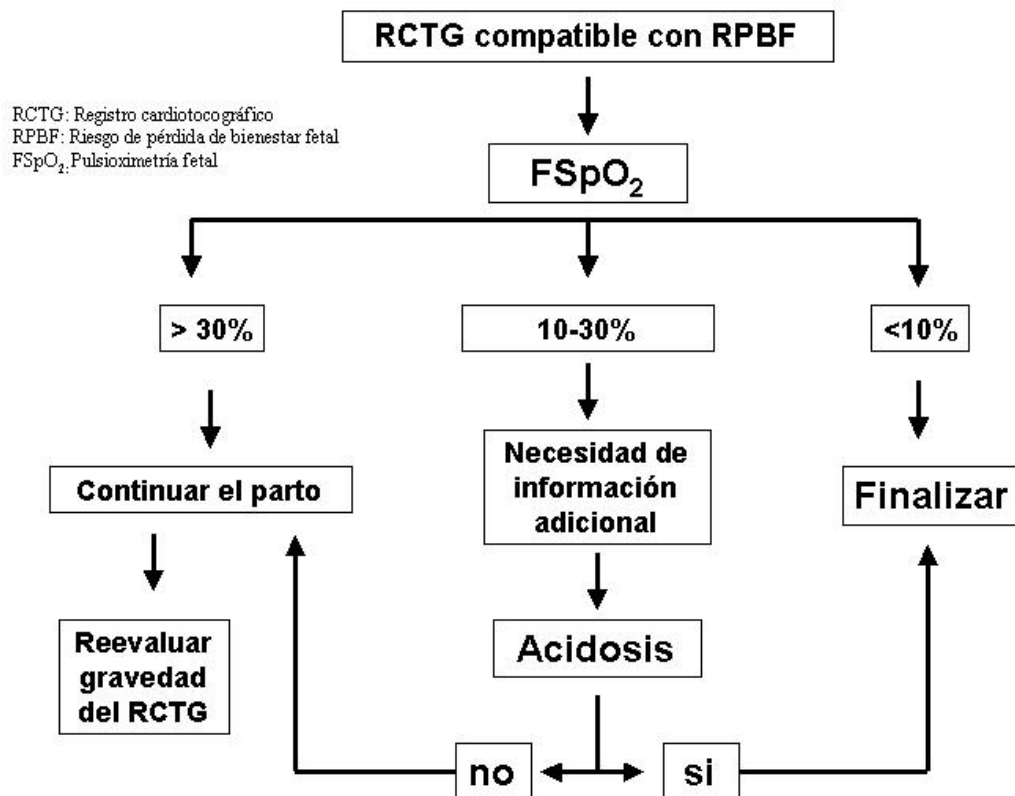 RCTG compatible con RPBF
RCTG: Registro cardiotocográfico
RPBF: Riesgo de pérdida de bienestar fetal
FSpO₂: Pulsioximetría fetal
FSpO₂
> 30%
10-30%
<10%
Continuar el parto
Necesidad de
información
adicional
Finalizar
Reevaluar
gravedad
del RCTG
Acidosis
no
si